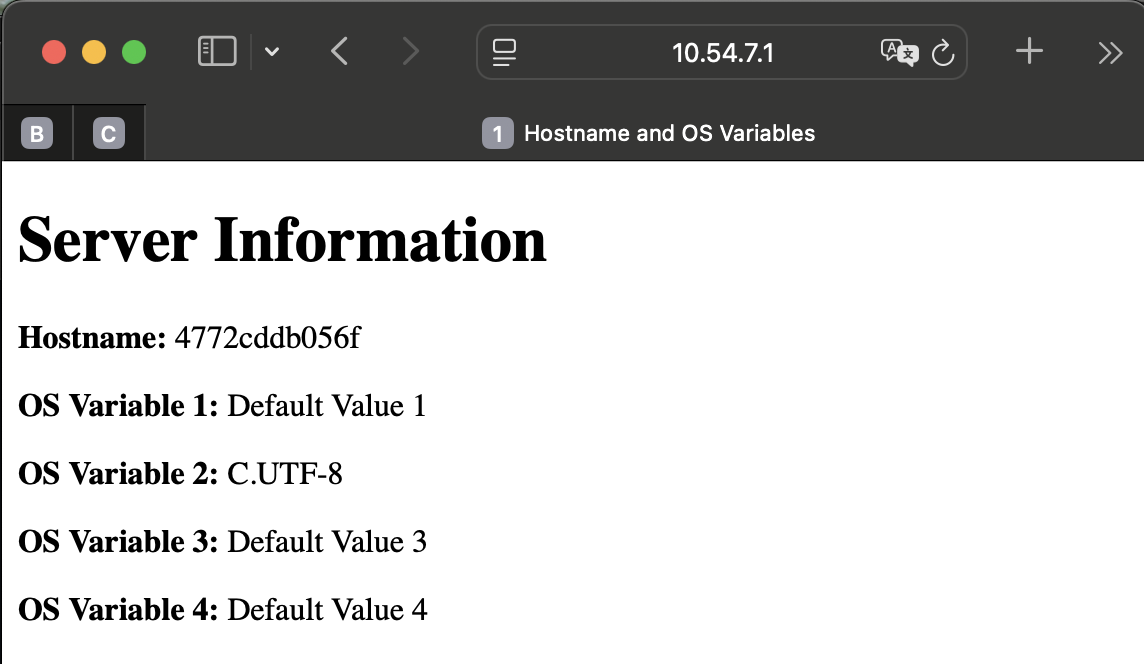 10.54.7.1
B
C
1 Hostname and OS Variables
Server Information
Hostname: 4772cddb056f
OS Variable 1: Default Value 1
OS Variable 2: C.UTF-8
OS Variable 3: Default Value 3
OS Variable 4: Default Value 4